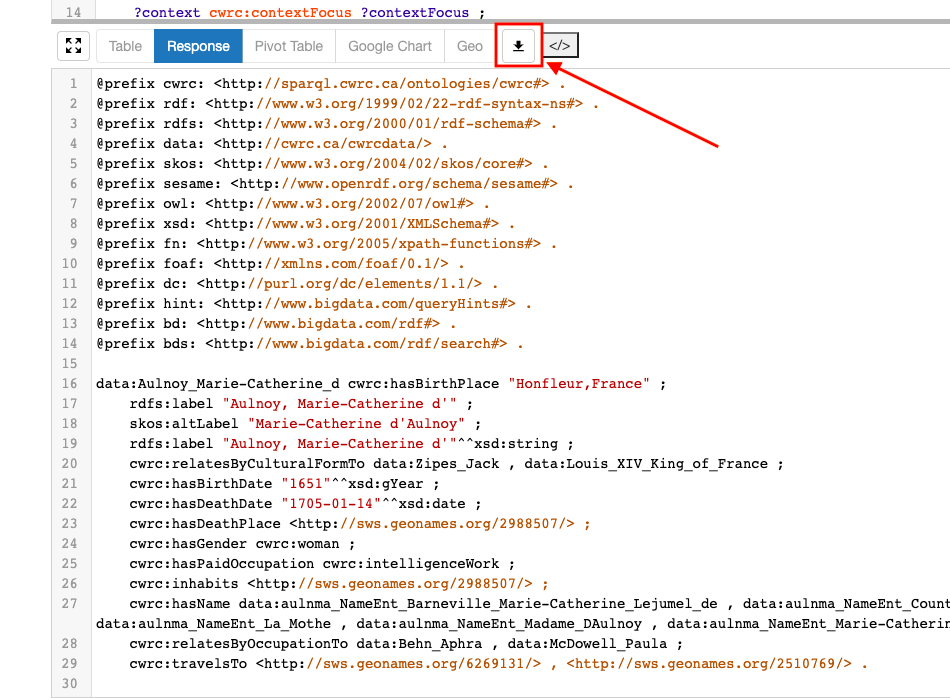 14 ?context cwrc:contextFocus ?contextFocus ;
Table Response Pivot Table Google Chart Geo </>
1 @prefix cwrc: <http://sparql.cwrc.ca/ontologies/cwrc#> .
2 @prefix rdf: <http://www.w3.org/1999/02/22-rdf-syntax-ns#> .
3 @prefix rdfs: <http://www.w3.org/2000/01/rdf-schema#> .
4 @prefix data: <http://cwrc.ca/cwrcdata/> .
5 @prefix skos: <http://www.w3.org/2004/02/skos/core#> .
6 @prefix sesame: <http://www.openrdf.org/schema/sesame#> .
7 @prefix owl: <http://www.w3.org/2002/07/owl#> .
8 @prefix xsd: <http://www.w3.org/2001/XMLSchema#> .
9 @prefix fn: <http://www.w3.org/2005/xpath-functions#> .
10 @prefix foaf: <http://xmlns.com/foaf/0.1/> .
11 @prefix dc: <http://purl.org/dc/elements/1.1/> .
12 @prefix hint: <http://www.bigdata.com/queryHints#> .
13 @prefix bd: <http://www.bigdata.com/rdf#> .
14 @prefix bds: <http://www.bigdata.com/rdf/search#> .
15
16 data:Aulnoy_Marie-Catherine_d cwrc:hasBirthPlace "Honfleur,France" ;
17 rdfs:label "Aulnoy, Marie-Catherine d'" ;
18 skos:altLabel "Marie-Catherine d'Aulnoy" ;
19 rdfs:label "Aulnoy, Marie-Catherine d'"^^xsd:string ;
20 cwrc:relatesByCulturalFormTo data:Zipes_Jack , data:Louis_XIV_King_of_France ;
21 cwrc:hasBirthDate "1651"^^xsd:gYear ;
22 cwrc:hasDeathDate "1705-01-14"^^xsd:date ;
23 cwrc:hasDeathPlace <http://sws.geonames.org/2988507/> ;
24 cwrc:hasGender cwrc:woman ;
25 cwrc:hasPaidOccupation cwrc:intelligenceWork ;
26 cwrc:inhabits <http://sws.geonames.org/2988507/> ;
27 cwrc:hasName data:aulnma_NameEnt_Barneville_Marie-Catherine_Lejumel_de , data:aulnma_NameEnt_Count
data:aulnma_NameEnt_La_Mothe , data:aulnma_NameEnt_Madame_DAulnoy , data:aulnma_NameEnt_Marie-Catherin
28 cwrc:relatesByOccupationTo data:Behn_Aphra , data:McDowell_Paula ;
29 cwrc:travelsTo <http://sws.geonames.org/6269131/> , <http://sws.geonames.org/2510769/> .
30